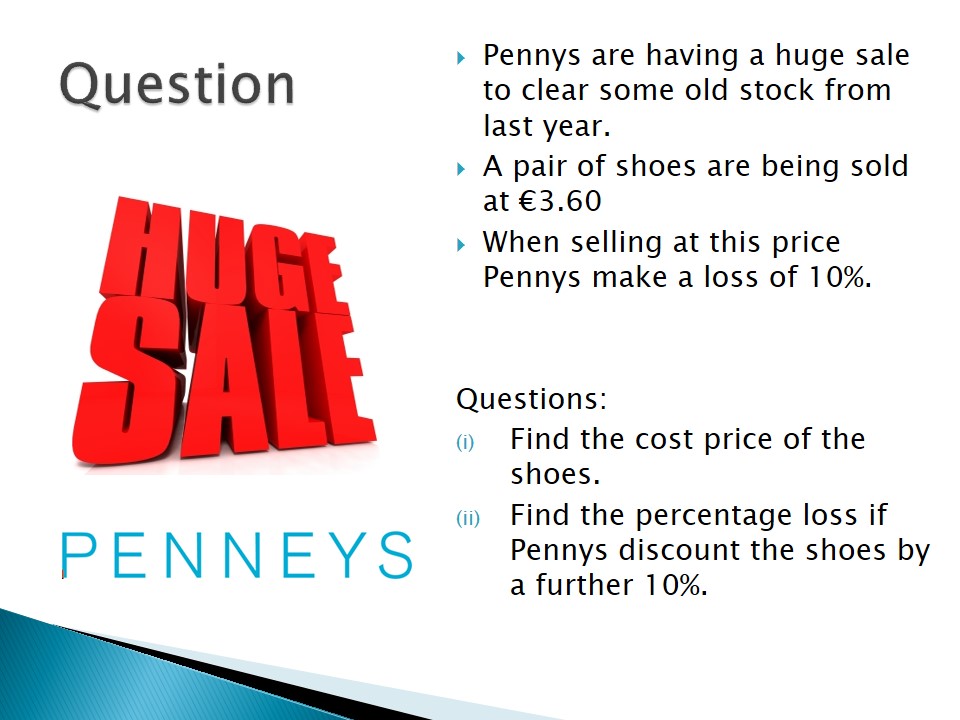 Question
HUGE
SALE
PENNEYS
Pennys are having a huge sale
to clear some old stock from
last year.
A pair of shoes are being sold
at €3.60
When selling at this price
Pennys make a loss of 10%.
Questions:
(i) Find the cost price of the
shoes.
(ii) Find the percentage loss if
Pennys discount the shoes by
a further 10%.